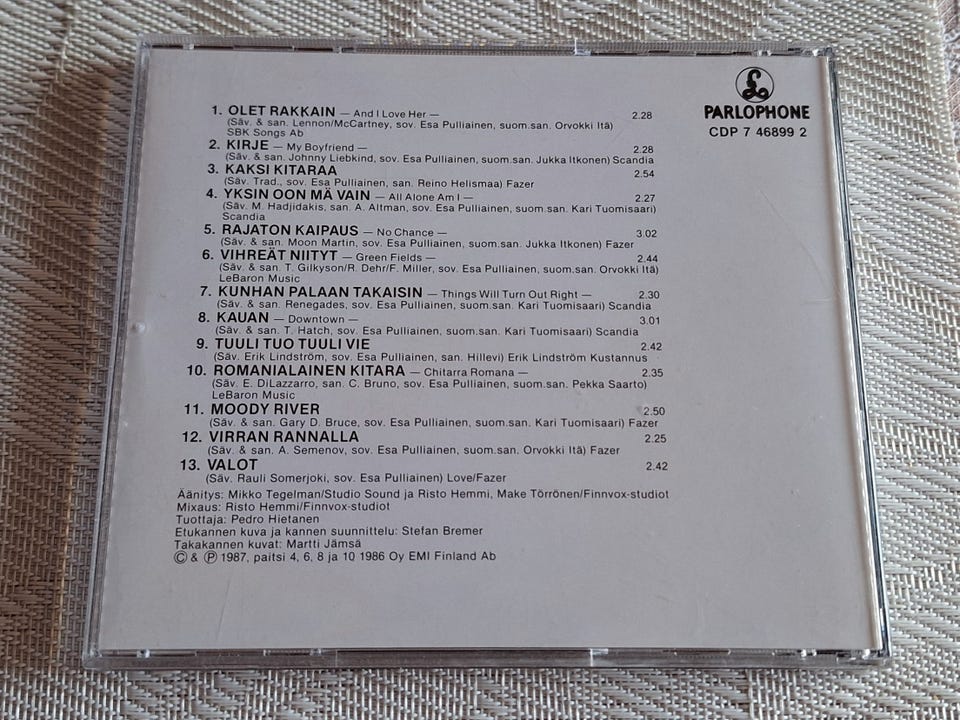 PARLOPHONE
CDP 7 46899 2
1. OLET RAKKAIN — And I Love Her — 2.28
(Säv. & san. Lennon/McCartney, sov. Esa Pulliainen, suom.san. Orvokki Itä)
SBK Songs Ab
2. KIRJE — My Boyfriend — 2.28
(Säv. & san. Johnny Liebkind, sov. Esa Pulliainen, suom.san. Jukka Itkonen) Scandia
3. KAKSI KITARAA 2.54
(Säv. Trad., sov. Esa Pulliainen, san. Reino Helismaa) Fazer
4. YKSIN OON MÄ VAIN — All Alone Am I — 2.27
(Säv. M. Hadjidakis, san. A. Altman, sov. Esa Pulliainen, suom.san. Kari Tuomisaari)
Scandia
5. RAJATON KAIPAUS — No Chance — 3.02
(Säv. & san. Moon Martin, sov. Esa Pulliainen, suom.san. Jukka Itkonen) Fazer
6. VIHREÄT NIITYT — Green Fields — 2.44
(Säv. & san. T. Gilkyson/R. Dehr/F. Miller, sov. Esa Pulliainen, suom.san. Orvokki Itä)
LeBaron Music
7. KUNHAN PALAAN TAKAISIN — Things Will Turn Out Right — 2.30
(Säv. & san. Renegades, sov. Esa Pulliainen, suom.san. Kari Tuomisaari) Scandia
8. KAUAN — Downtown — 3.01
(Säv. & san. T. Hatch, sov. Esa Pulliainen, suom.san. Kari Tuomisaari) Scandia
9. TUULI TUO TUULI VIE 2.42
(Säv. Erik Lindström, sov. Esa Pulliainen, san. Hillevi) Erik Lindström Kustannus
10. ROMANIALAINEN KITARA — Chitarra Romana — 2.35
(Säv. E. DiLazzarro, san. C. Bruno, sov. Esa Pulliainen, suom.san. Pekka Saarto)
LeBaron Music
11. MOODY RIVER 2.50
(Säv. & san. Gary D. Bruce, sov. Esa Pulliainen, suom.san. Kari Tuomisaari) Fazer
12. VIRRAN RANNALLA 2.25
(Säv. & san. A. Semenov, sov. Esa Pulliainen, suom.san. Orvokki Itä) Fazer
13. VALOT 2.42
(Säv. Rauli Somerjoki, sov. Esa Pulliainen) Love/Fazer
Äänitys: Mikko Tegelman/Studio Sound ja Risto Hemmi, Make Törrönen/Finnvox-studiot
Mixaus: Risto Hemmi/Finnvox-studiot
Tuottaja: Pedro Hietanen
Etukannen kuva ja kannen suunnittelu: Stefan Bremer
Takakannen kuvat: Martti Jämsä
© & ℗ 1987, paitsi 4, 6, 8 ja 10 1986 Oy EMI Finland Ab